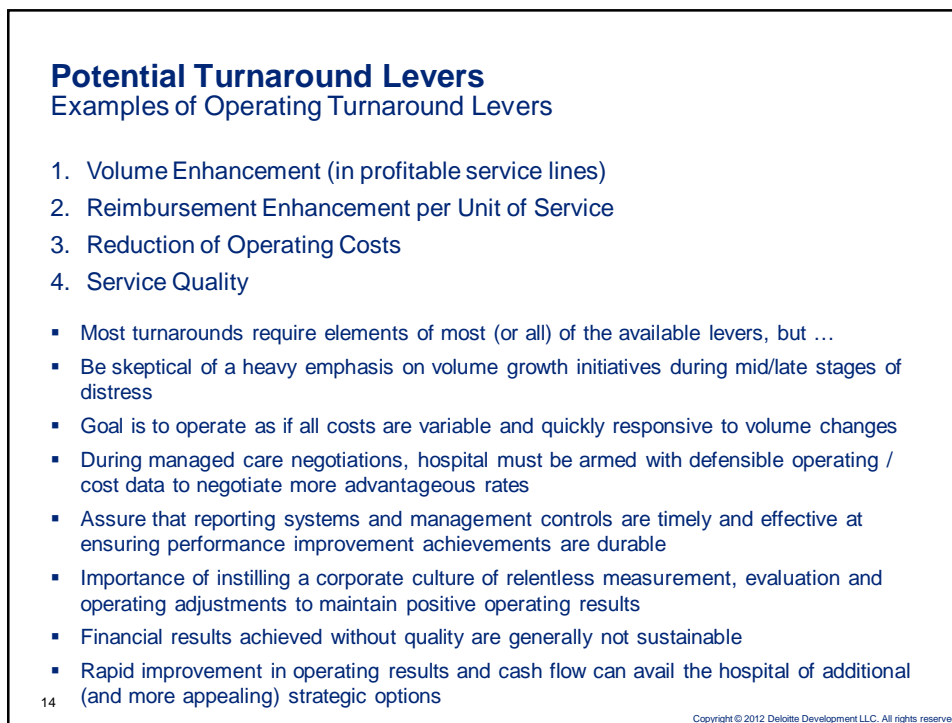 Potential Turnaround Levers
Examples of Operating Turnaround Levers
1. Volume Enhancement (in profitable service lines)
2. Reimbursement Enhancement per Unit of Service
3. Reduction of Operating Costs
4. Service Quality
▪ Most turnarounds require elements of most (or all) of the available levers, but …
▪ Be skeptical of a heavy emphasis on volume growth initiatives during mid/late stages of
distress
▪ Goal is to operate as if all costs are variable and quickly responsive to volume changes
▪ During managed care negotiations, hospital must be armed with defensible operating /
cost data to negotiate more advantageous rates
▪ Assure that reporting systems and management controls are timely and effective at
ensuring performance improvement achievements are durable
▪ Importance of instilling a corporate culture of relentless measurement, evaluation and
operating adjustments to maintain positive operating results
▪ Financial results achieved without quality are generally not sustainable
▪ Rapid improvement in operating results and cash flow can avail the hospital of additional
(and more appealing) strategic options
14
Copyright © 2012 Deloitte Development LLC. All rights reserve